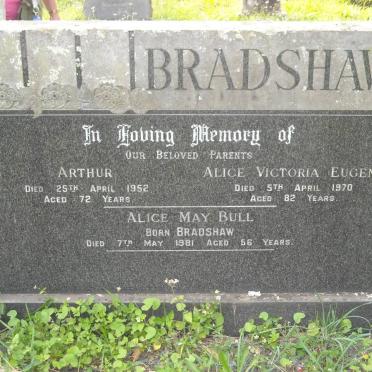 BRADSHAW
In Loving Memory of
OUR BELOVED PARENTS
ARTHUR
DIED 25TH APRIL 1952
AGED 72 YEARS
ALICE VICTORIA EUGEN
DIED 5TH APRIL 1970
AGED 82 YEARS
ALICE MAY BULL
BORN BRADSHAW
DIED 7TH MAY 1981 AGED 56 YEARS.